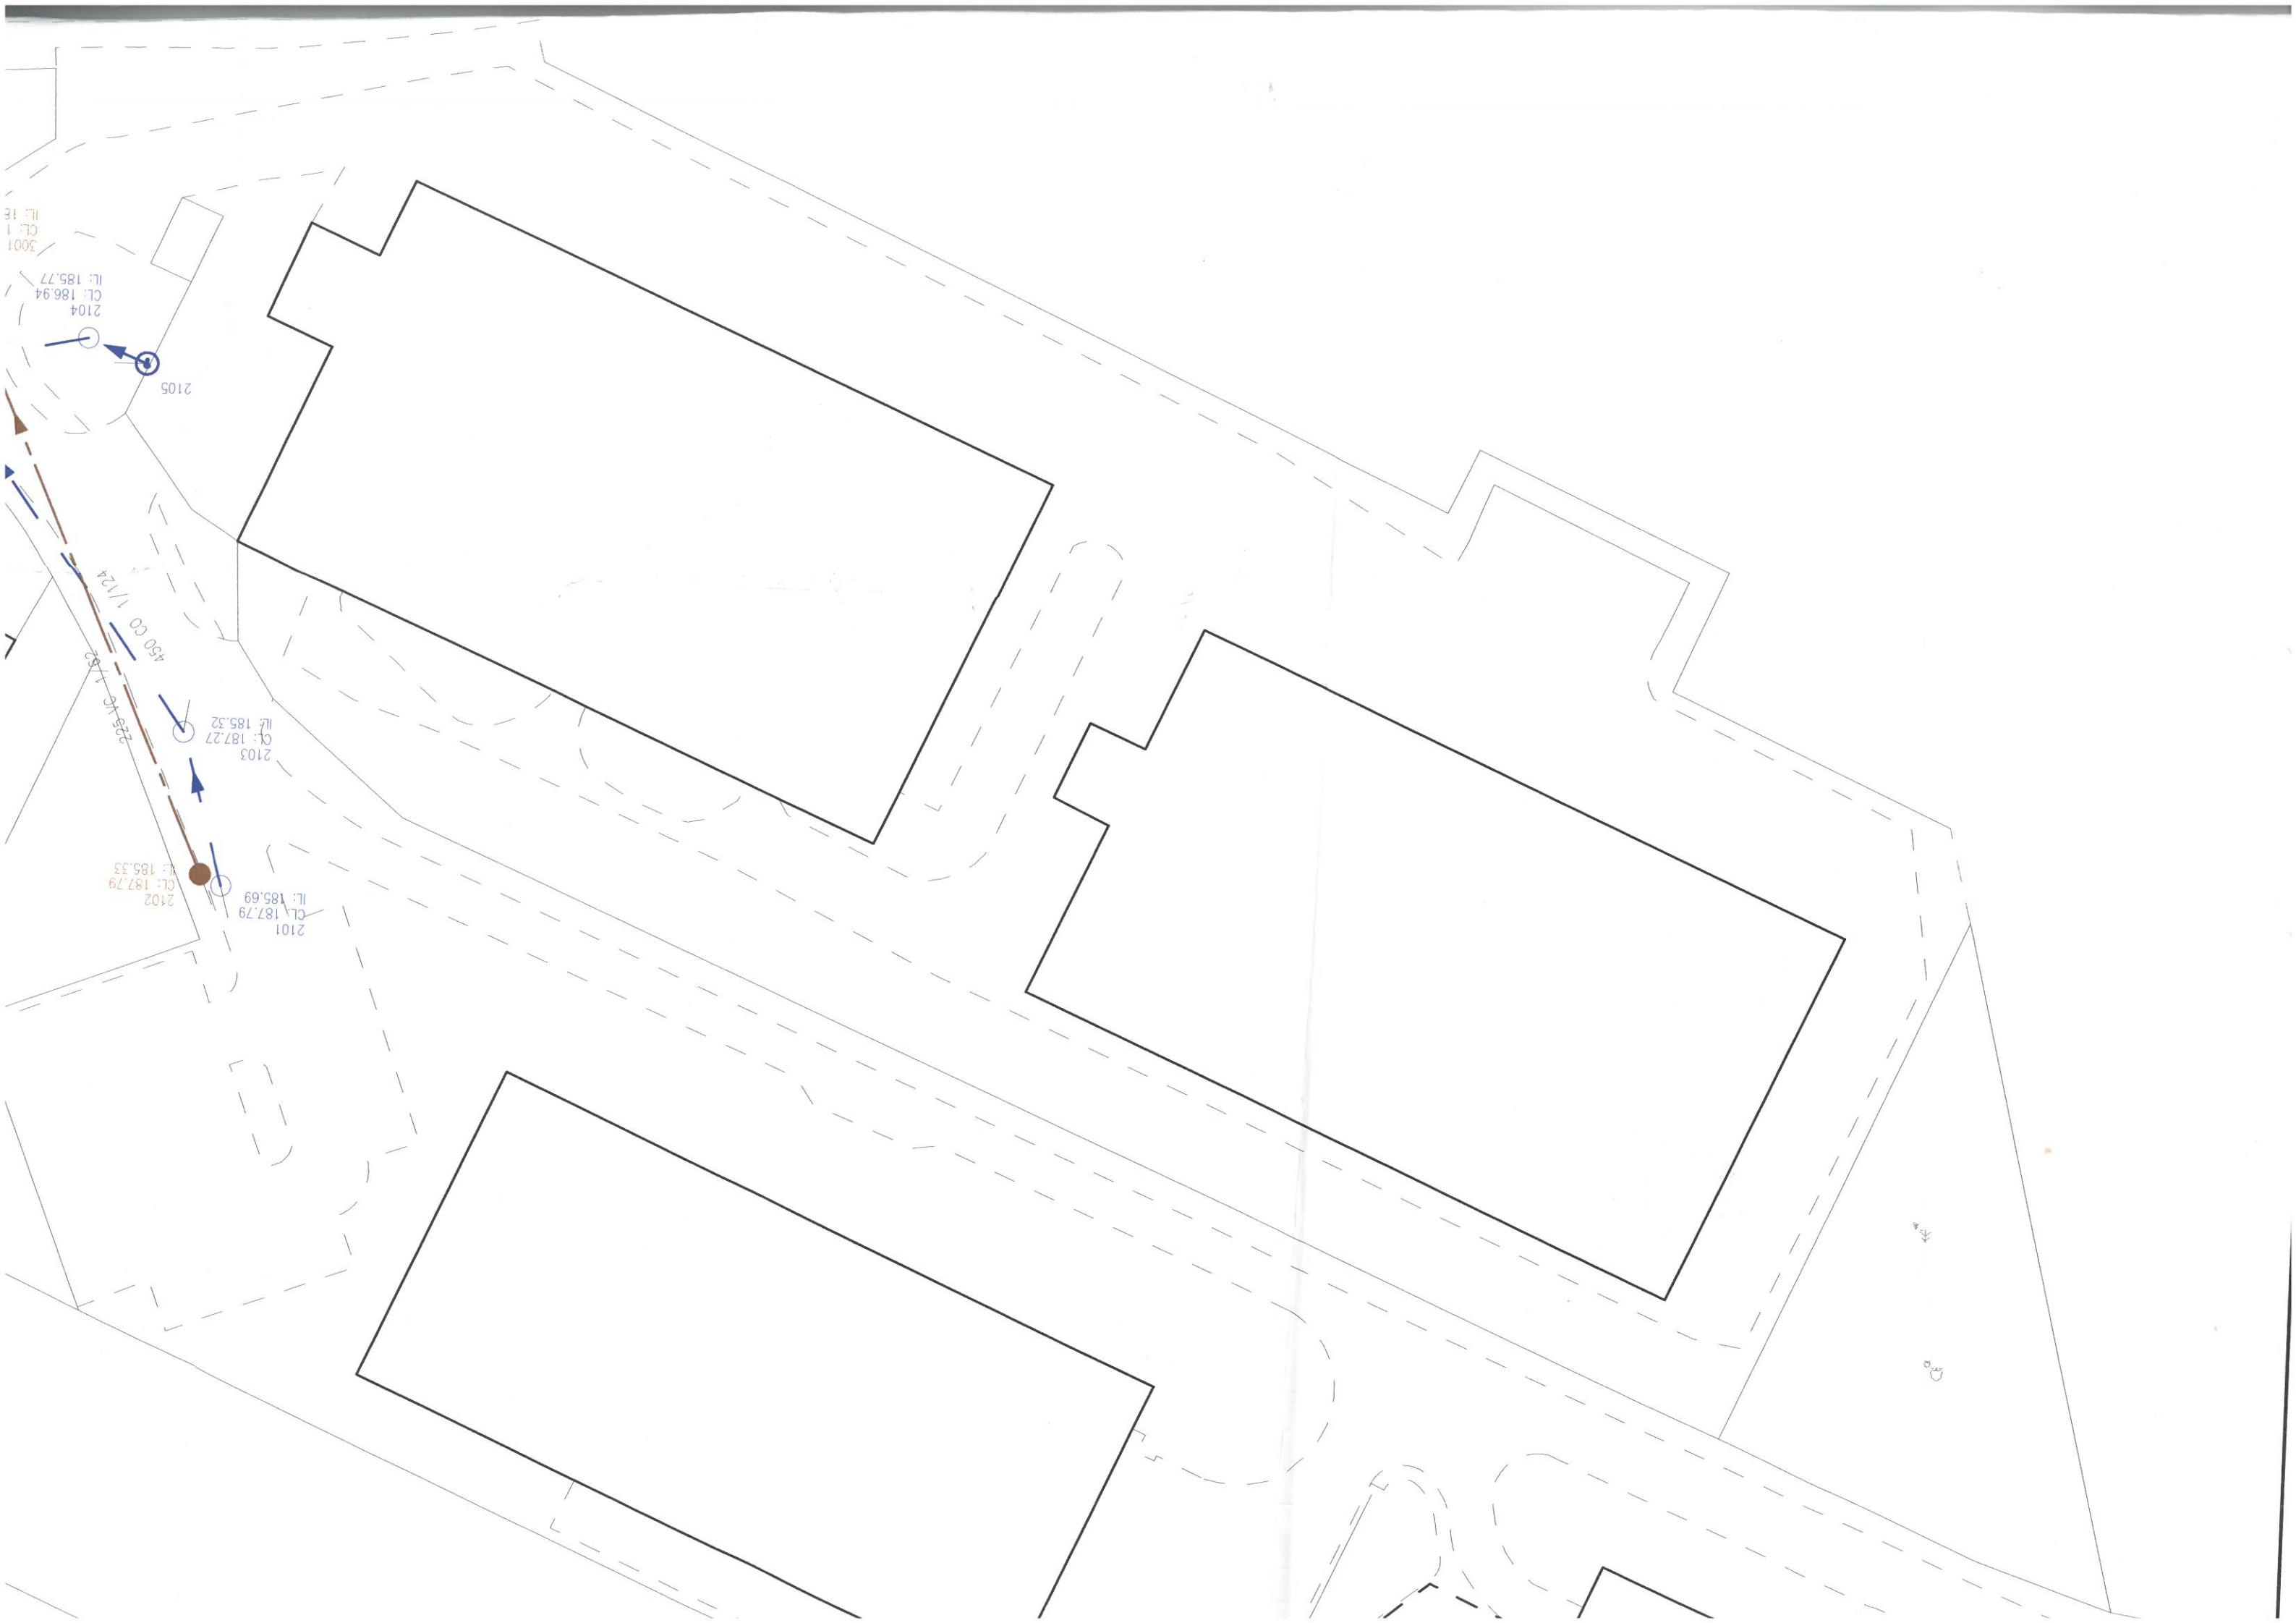 2101
CL: 187.79
IL: 185.69
2102
CL: 187.79
IL: 185.33
2103
CL: 187.27
IL: 185.32
225 VC 1/62
450 CO 1/124
2105
2104
CL: 186.94
IL: 185.77
3001
CL: 1
IL: 18